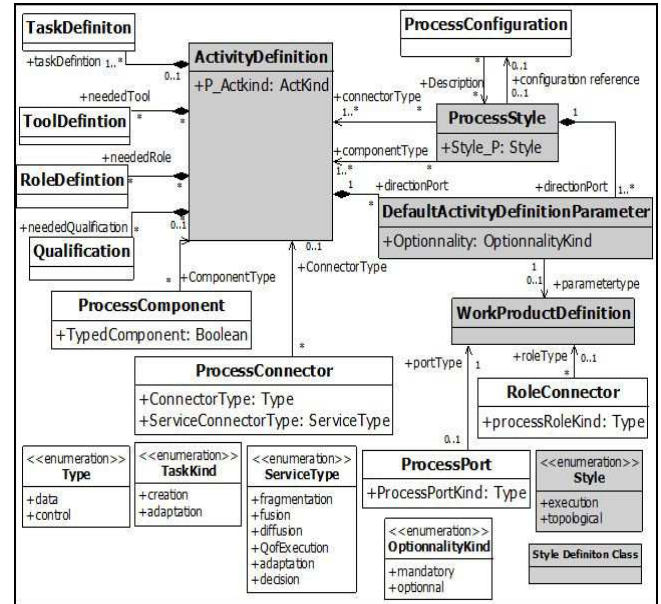 TaskDefiniton
+taskDefintion 1..*
0..1
ActivityDefinition
+P_Actkind: ActKind
ProcessConfiguration
*
+Description
*
+configuration reference
0..1
0..1
+neededTool
*
*
ToolDefintion
+connectorType
1..*
*
ProcessStyle
+Style_P: Style
1
+neededRole
*
*
RoleDefintion
+componentType
1..*
*
1
+directionPort
*
+directionPort
1..*
+neededQualification
*
*
0..1
Qualification
DefaultActivityDefinitionParameter
+Optionnality: OptionnalityKind
*
+ComponentType
0..1
+ConnectorType
*
1
0..1
+parametertype
ProcessComponent
+TypedComponent: Boolean
WorkProductDefinition
ProcessConnector
+ConnectorType: Type
+ServiceConnectorType: ServiceType
+portType
1
0..1
+roleType
0..1
*
RoleConnector
+processRoleKind: Type
ProcessPort
+ProcessPortKind: Type
<<enumeration>>
Type
+data
+control
<<enumeration>>
TaskKind
+creation
+adaptation
<<enumeration>>
ServiceType
+fragmentation
+fusion
+diffusion
+QofExecution
+adaptation
+decision
<<enumeration>>
OptionnalityKind
+mandatory
+optionnal
<<enumeration>>
Style
+execution
+topological
Style Definiton Class